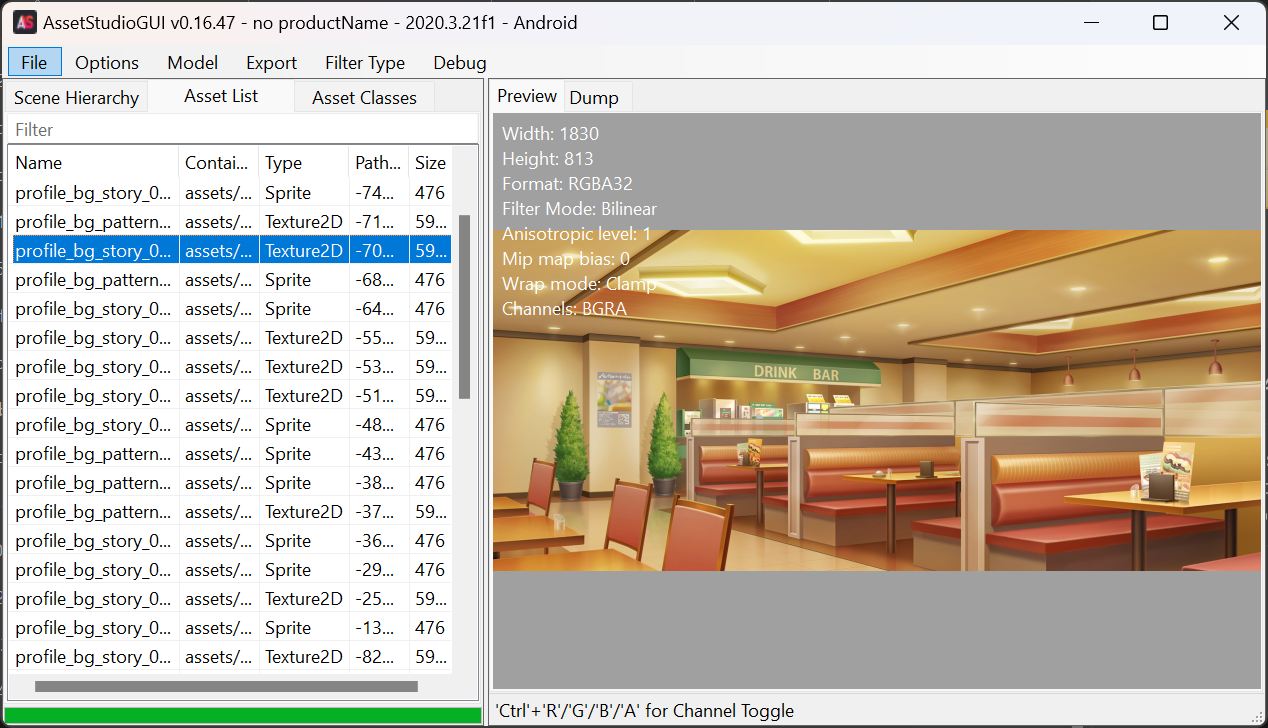 AS AssetStudioGUI v0.16.47 - no productName - 2020.3.21f1 - Android
File Options Model Export Filter Type Debug
Scene Hierarchy Asset List Asset Classes
Filter
Name Contai... Type Path... Size
profile_bg_story_0... assets/... Sprite -74... 476
profile_bg_pattern... assets/... Texture2D -71... 59...
profile_bg_story_0... assets/... Texture2D -70... 59...
profile_bg_pattern... assets/... Sprite -68... 476
profile_bg_story_0... assets/... Sprite -64... 476
profile_bg_story_0... assets/... Texture2D -55... 59...
profile_bg_story_0... assets/... Texture2D -53... 59...
profile_bg_story_0... assets/... Texture2D -51... 59...
profile_bg_story_0... assets/... Sprite -48... 476
profile_bg_pattern... assets/... Sprite -43... 476
profile_bg_pattern... assets/... Sprite -38... 476
profile_bg_pattern... assets/... Texture2D -37... 59...
profile_bg_story_0... assets/... Sprite -36... 476
profile_bg_story_0... assets/... Sprite -29... 476
profile_bg_story_0... assets/... Texture2D -25... 59...
profile_bg_story_0... assets/... Sprite -13... 476
profile_bg_story_0... assets/... Texture2D -82... 59...
Preview Dump
Width: 1830
Height: 813
Format: RGBA32
Filter Mode: Bilinear
Anisotropic level: 1
Mip map bias: 0
Wrap mode: Clamp
Channels: BGRA
DRINK BAR
'Ctrl'+'R'/'G'/'B'/'A' for Channel Toggle